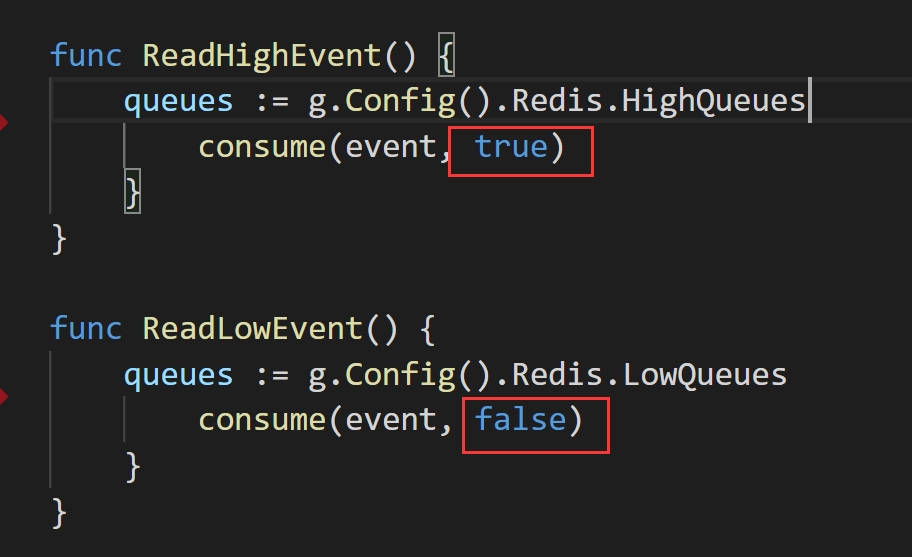 func ReadHighEvent() {
queues := g.Config().Redis.HighQueues
consume(event, true)
}
}
func ReadLowEvent() {
queues := g.Config().Redis.LowQueues
consume(event, false)
}
}